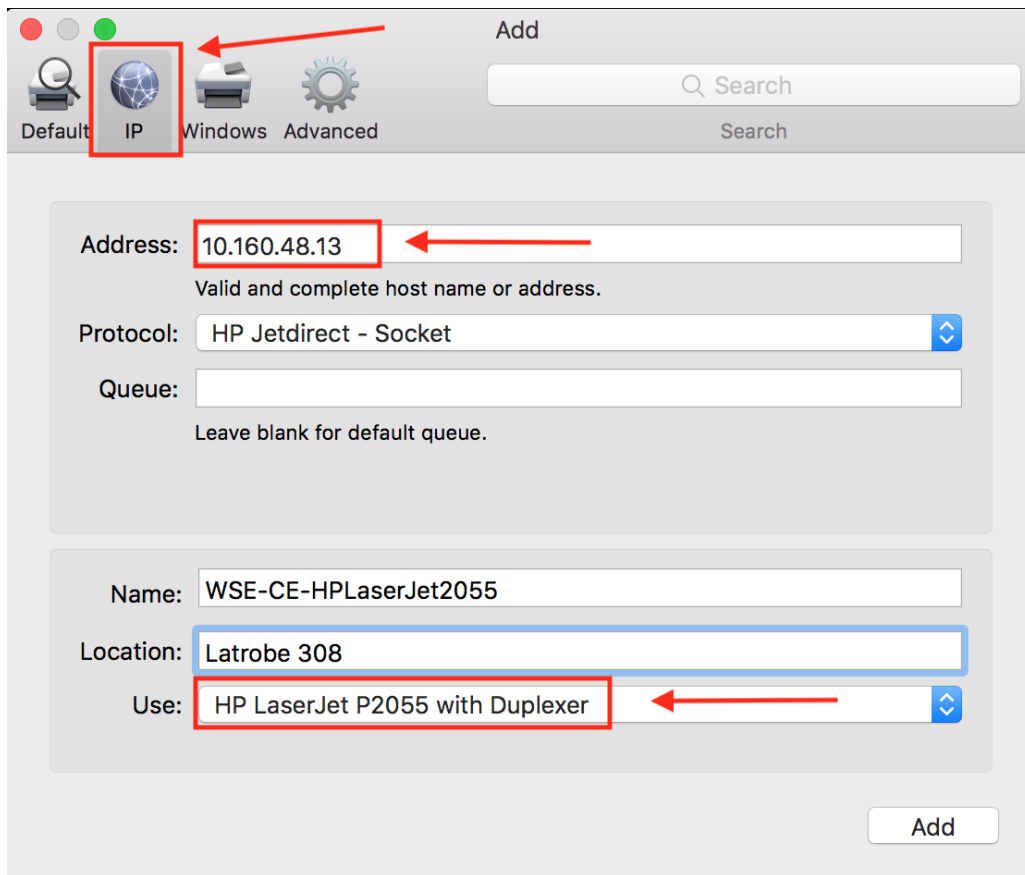 Add
Search
Default IP Windows Advanced Search
Address: 10.160.48.13
Valid and complete host name or address.
Protocol: HP Jetdirect - Socket
Queue:
Leave blank for default queue.
Name: WSE-CE-HPLaserJet2055
Location: Latrobe 308
Use: HP LaserJet P2055 with Duplexer
Add